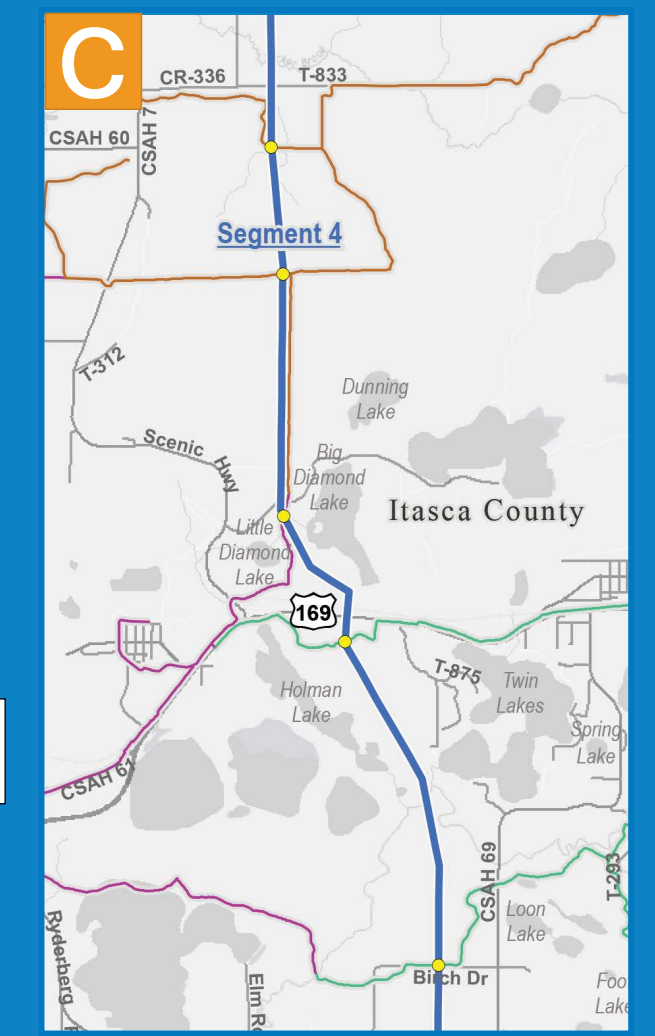 C
CR-336
T-833
CSAH 60
CSAH 7
Segment 4
T-312
Dunning
Lake
Scenic Hwy
Big
Diamond
Lake
Itasca County
Little
Diamond
Lake
169
T-875
Twin
Lakes
Holman
Lake
Spring
Lake
CSAH 61
CSAH 69
T-293
Loon
Lake
Ryderberg
Elm
Birch Dr
Lake